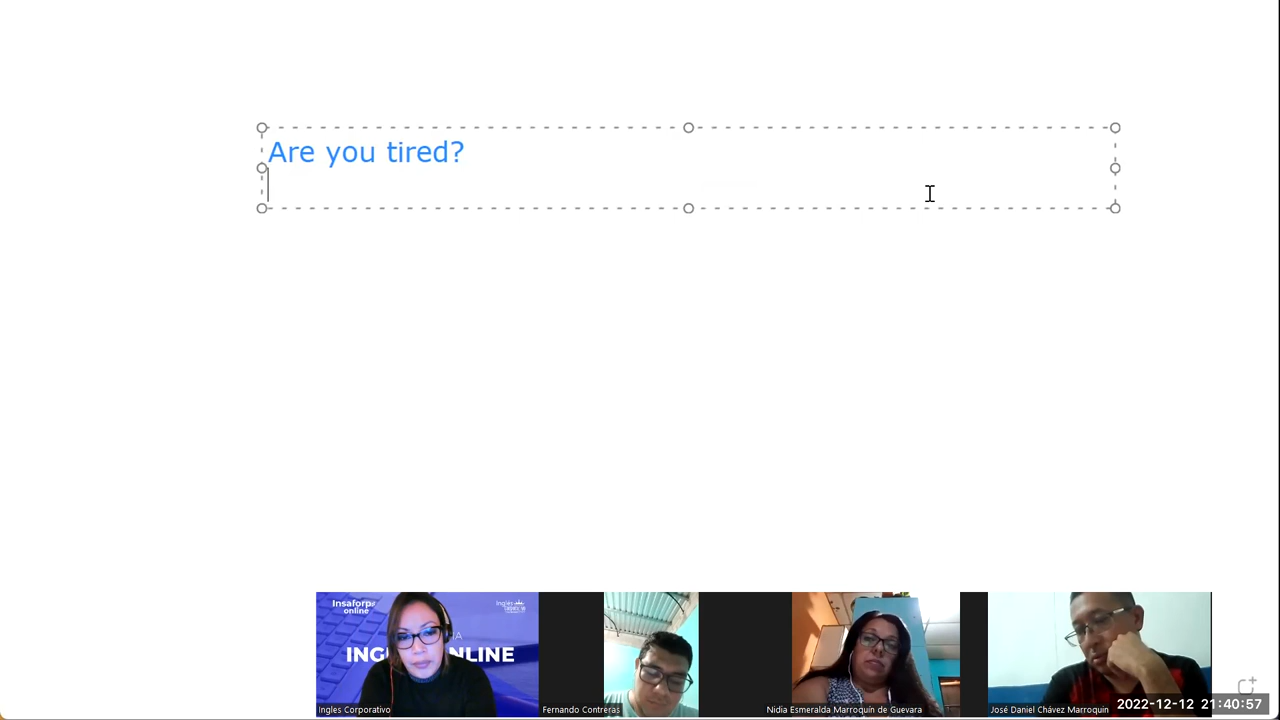 Are you tired?
Insaforp
online
Inglés
INGL NLINE
Ingles Corporativo
Fernando Contreras
Nidia Esmeralda Marroquín de Guevara
José Daniel Chávez Marroquin
2022-12-12 21:40:57